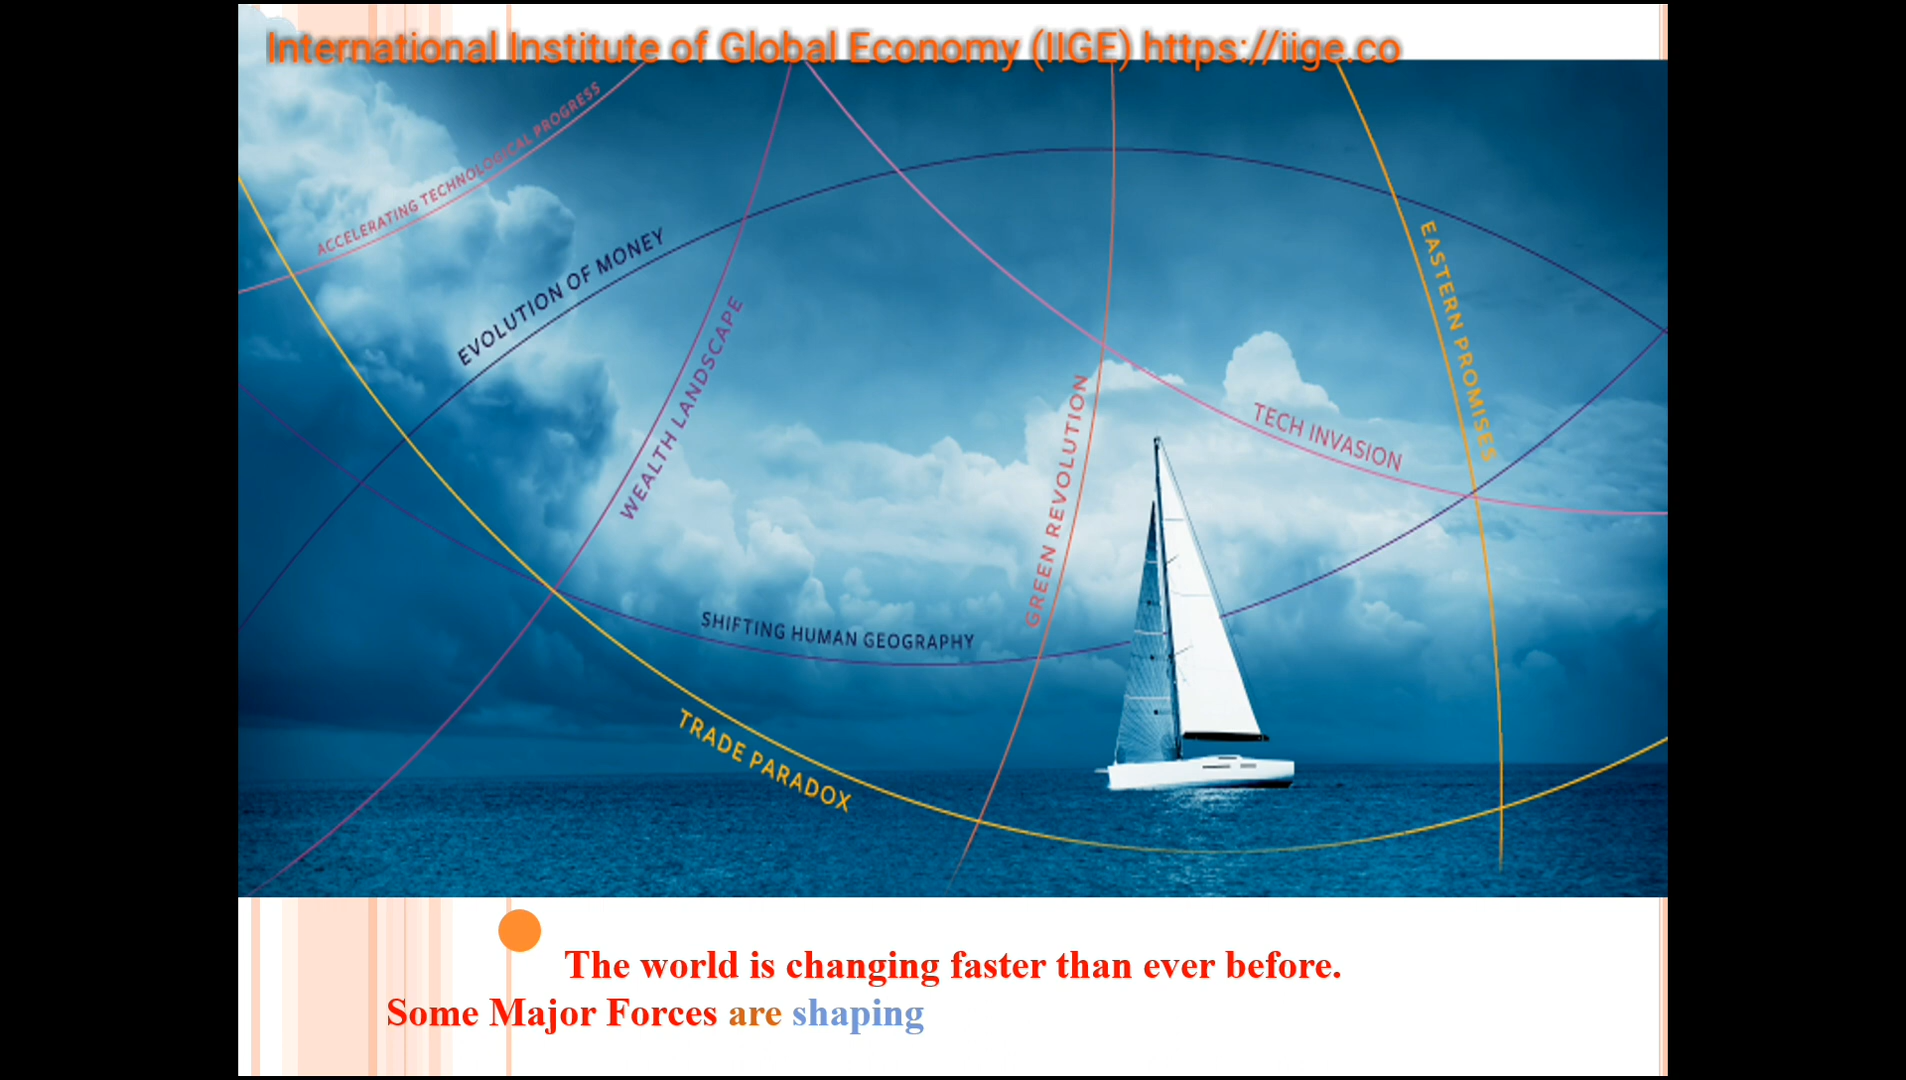 International Institute of Global Economy (IIGE) https://iige.co
ACCELERATING TECHNOLOGICAL PROGRESS
EVOLUTION OF MONEY
WEALTH LANDSCAPE
EASTERN PROMISES
GREEN REVOLUTION
TECH INVASION
SHIFTING HUMAN GEOGRAPHY
TRADE PARADOX
The world is changing faster than ever before.
Some Major Forces are shaping